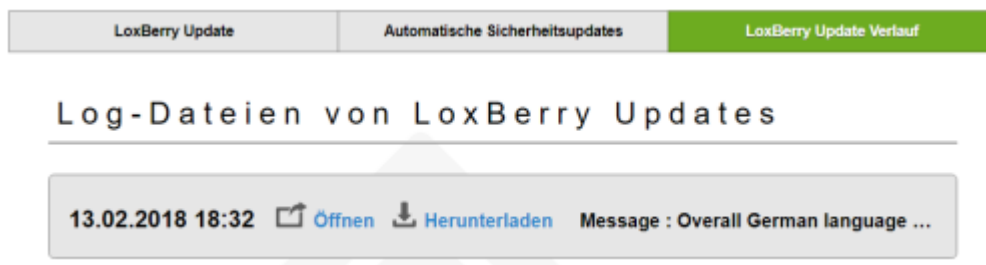 LoxBerry Update Automatische Sicherheitsupdates LoxBerry Update Verlauf
Log-Dateien von LoxBerry Updates
13.02.2018 18:32 Öffnen Herunterladen Message : Overall German language ...